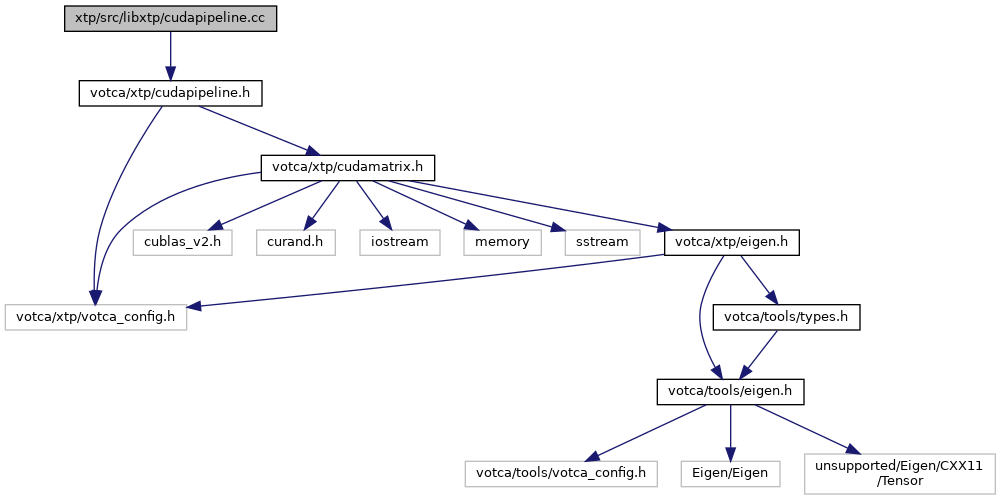 xtp/src/libxtp/cudapipeline.cc
votca/xtp/cudapipeline.h
votca/xtp/cudamatrix.h
cublas_v2.h
curand.h
iostream
memory
sstream
votca/xtp/eigen.h
votca/xtp/votca_config.h
votca/tools/types.h
votca/tools/eigen.h
votca/tools/votca_config.h
Eigen/Eigen
unsupported/Eigen/CXX11
/Tensor